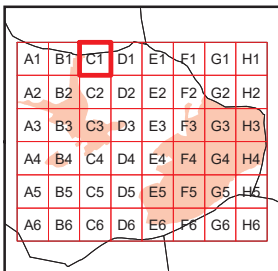 A1 B1 C1 D1 E1 F1 G1 H1
A2 B2 C2 D2 E2 F2 G2 H2
A3 B3 C3 D3 E3 F3 G3 H3
A4 B4 C4 D4 E4 F4 G4 H4
A5 B5 C5 D5 E5 F5 G5 H5
A6 B6 C6 D6 E6 F6 G6 H6